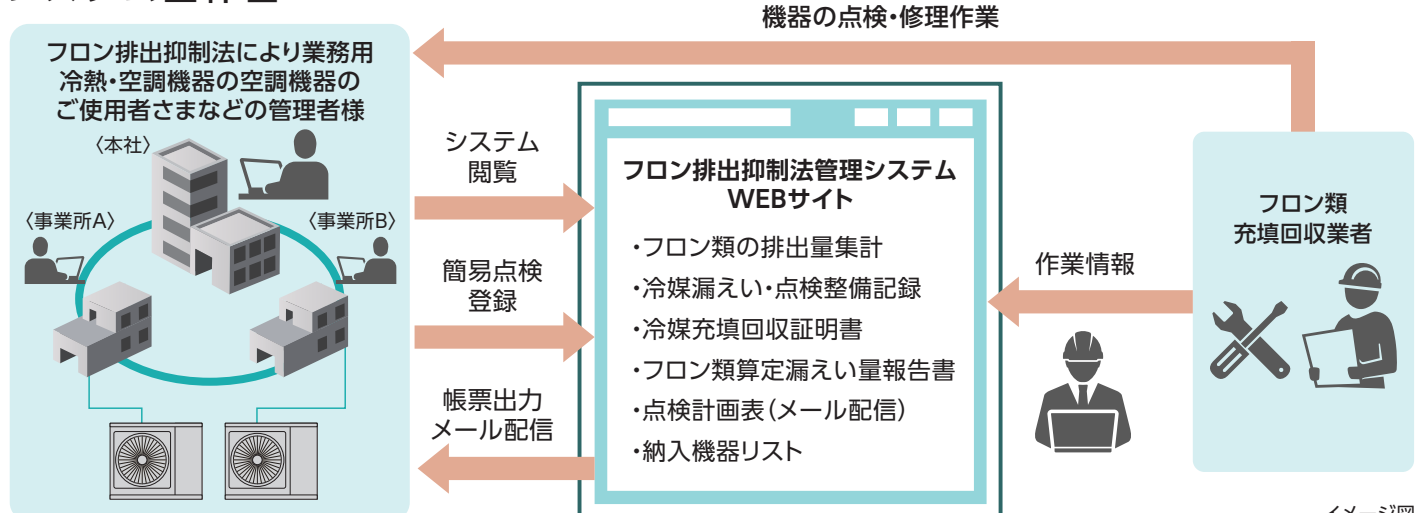 機器の点検・修理作業
フロン排出抑制法により業務用
冷熱・空調機器の空調機器の
ご使用者さまなどの管理者様
〈本社〉
〈事業所A〉
〈事業所B〉
システム
閲覧
簡易点検
登録
帳票出力
メール配信
フロン排出抑制法管理システム
WEBサイト
・フロン類の排出量集計
・冷媒漏えい・点検整備記録
・冷媒充填回収証明書
・フロン類算定漏えい量報告書
・点検計画表（メール配信）
・納入機器リスト
作業情報
フロン類
充填回収業者
イメージ図